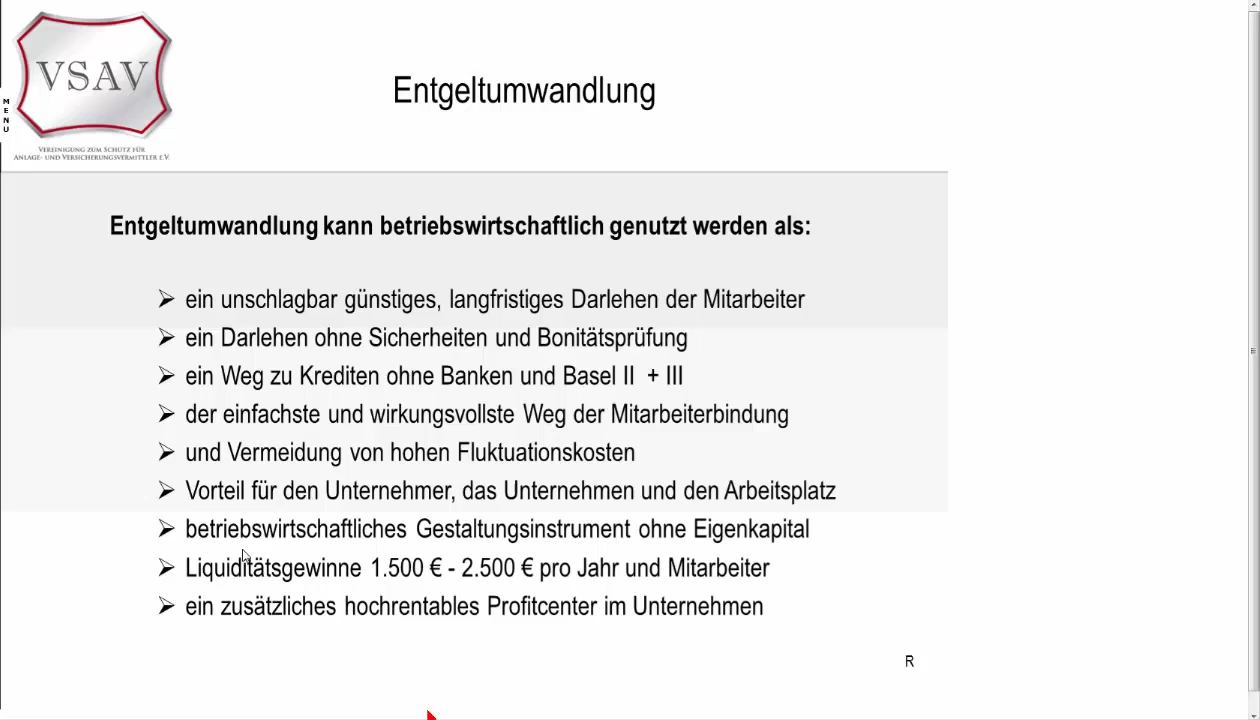 VSAV
VEREINIGUNG ZUM SCHUTZ FÜR
ANLAGE- UND VERSICHERUNGSVERMITTLER E.V.
MENU
Entgeltumwandlung
Entgeltumwandlung kann betriebswirtschaftlich genutzt werden als:
ein unschlagbar günstiges, langfristiges Darlehen der Mitarbeiter
ein Darlehen ohne Sicherheiten und Bonitätsprüfung
ein Weg zu Krediten ohne Banken und Basel II + III
der einfachste und wirkungsvollste Weg der Mitarbeiterbindung
und Vermeidung von hohen Fluktuationskosten
Vorteil für den Unternehmer, das Unternehmen und den Arbeitsplatz
betriebswirtschaftliches Gestaltungsinstrument ohne Eigenkapital
Liquiditätsgewinne 1.500 € - 2.500 € pro Jahr und Mitarbeiter
ein zusätzliches hochrentables Profitcenter im Unternehmen
R